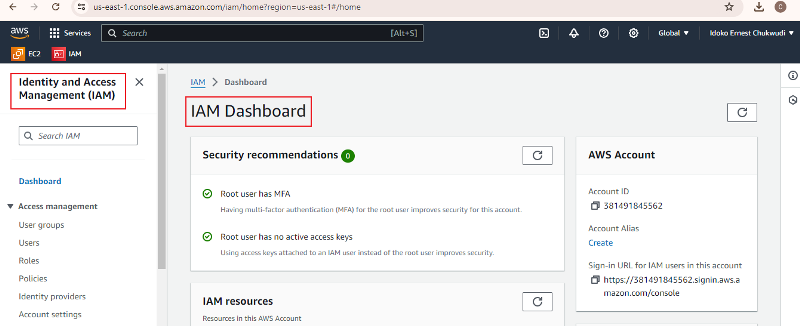 us-east-1.console.aws.amazon.com/iam/home?region=us-east-1#/home
aws
Services
Search
[Alt+S]
Global
Idoko Ernest Chukwudi
EC2
IAM
Identity and Access
Management (IAM)
Search IAM
Dashboard
Access management
User groups
Users
Roles
Policies
Identity providers
Account settings
IAM > Dashboard
IAM Dashboard
Security recommendations 0
Root user has MFA
Having multi-factor authentication (MFA) for the root user improves security for this account.
Root user has no active access keys
Using access keys attached to an IAM user instead of the root user improves security.
IAM resources
Resources in this AWS Account
AWS Account
Account ID
381491845562
Account Alias
Create
Sign-in URL for IAM users in this account
https://381491845562.signin.aws.a
mazon.com/console